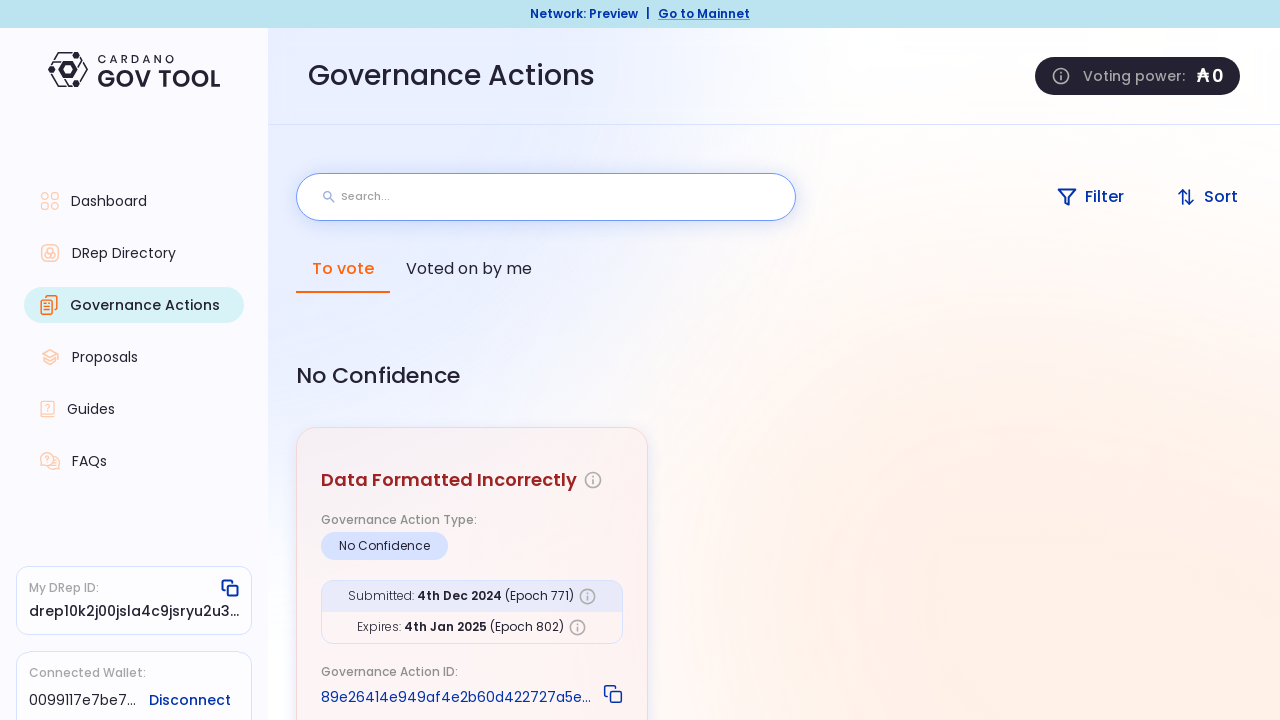 Network: Preview | Go to Mainnet
CARDANO
GOV TOOL
Governance Actions
Voting power: ₳0
Search...
Filter
Sort
Dashboard
DRep Directory
Governance Actions
Proposals
Guides
FAQs
To vote
Voted on by me
No Confidence
Data Formatted Incorrectly
Governance Action Type:
No Confidence
Submitted: 4th Dec 2024 (Epoch 771)
Expires: 4th Jan 2025 (Epoch 802)
Governance Action ID:
89e26414e949af4e2b60d422727a5e...
My DRep ID:
drep10k2j00jsla4c9jsryu2u3...
Connected Wallet:
0099117e7be7... Disconnect